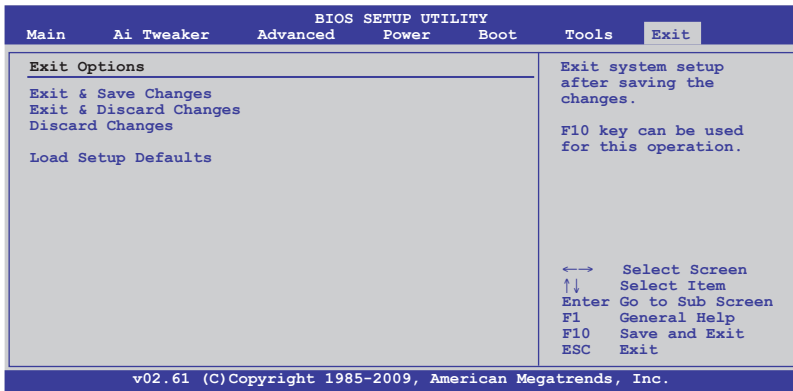 BIOS SETUP UTILITY
Main Ai Tweaker Advanced Power Boot Tools Exit
Exit Options
Exit & Save Changes
Exit & Discard Changes
Discard Changes
Load Setup Defaults
Exit system setup
after saving the
changes.
F10 key can be used
for this operation.
←→ Select Screen
↑↓ Select Item
Enter Go to Sub Screen
F1 General Help
F10 Save and Exit
ESC Exit
v02.61 (C)Copyright 1985-2009, American Megatrends, Inc.